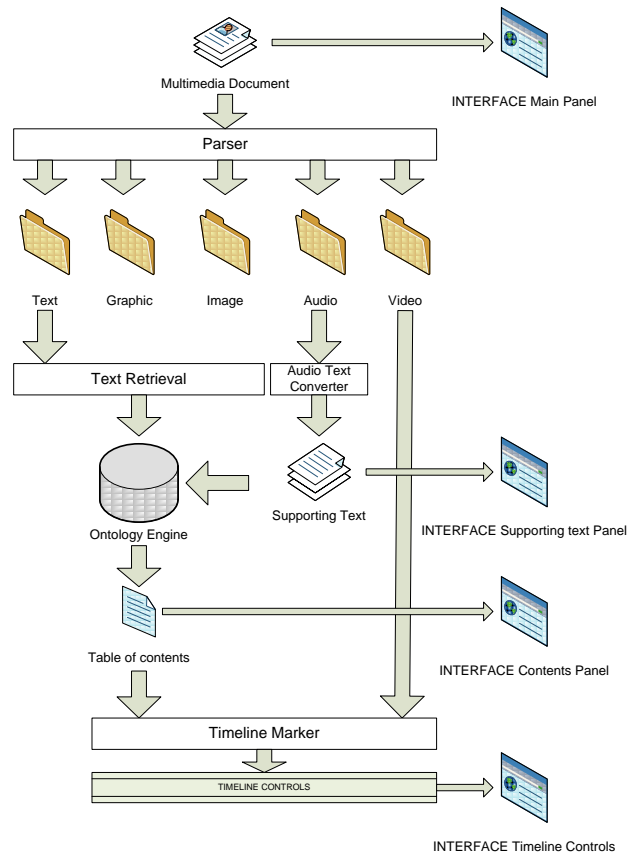 Multimedia Document
INTERFACE Main Panel
Parser
Text
Graphic
Image
Audio
Video
Text Retrieval
Audio Text
Converter
Supporting Text
INTERFACE Supporting text Panel
Ontology Engine
Table of contents
INTERFACE Contents Panel
Timeline Marker
TIMELINE CONTROLS
INTERFACE Timeline Controls